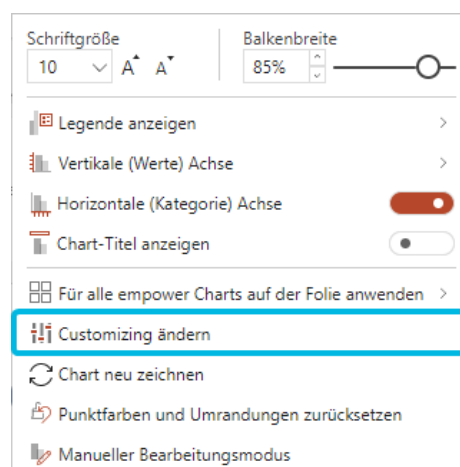 Schriftgröße Balkenbreite
10 A A 85%
Legende anzeigen
Vertikale (Werte) Achse
Horizontale (Kategorie) Achse
Chart-Titel anzeigen
Für alle empower Charts auf der Folie anwenden
Customizing ändern
Chart neu zeichnen
Punktfarben und Umrandungen zurücksetzen
Manueller Bearbeitungsmodus